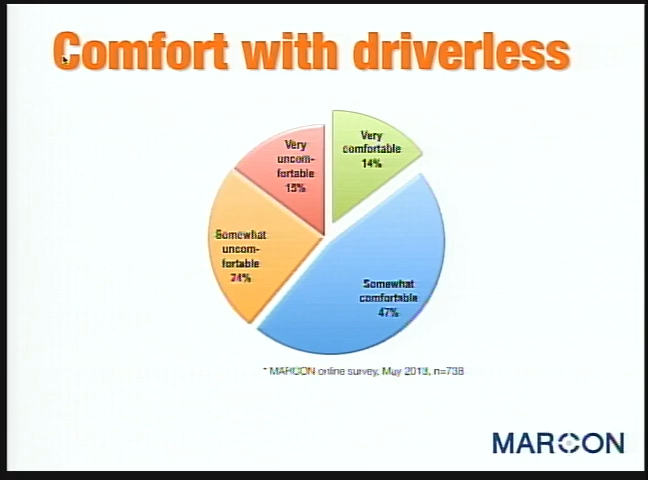 Comfort with driverless
Very
comfortable
14%
Very
uncom-
fortable
15%
Somewhat
uncom-
fortable
24%
Somewhat
comfortable
47%
* MARCON online survey, May 2013, n=738
MARCON